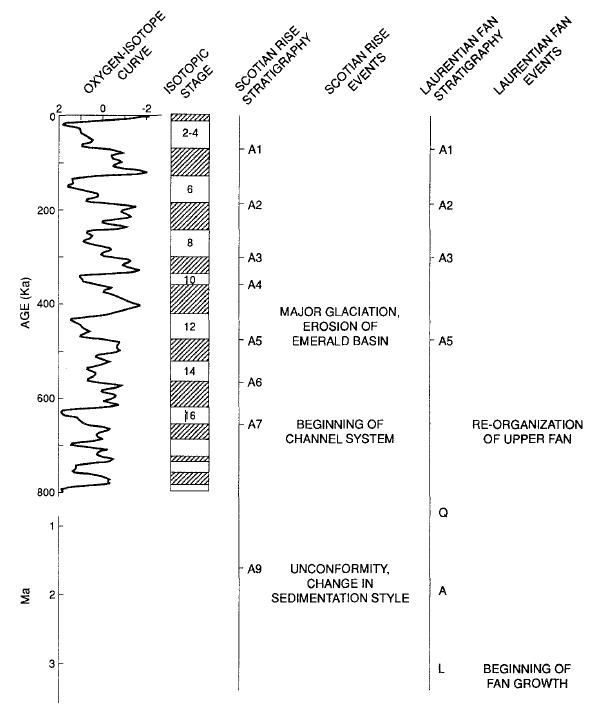 OXYGEN-ISOTOPE
CURVE
ISOTOPIC
STAGE
SCOTIAN RISE
STRATIGRAPHY
SCOTIAN RISE
EVENTS
LAURENTIAN FAN
STRATIGRAPHY
LAURENTIAN FAN
EVENTS
2 0 -2
0
2-4
A1 A1
6
200 A2 A2
8
A3 A3
10
A4
AGE (Ka)
400
MAJOR GLACIATION,
EROSION OF
EMERALD BASIN
12
A5 A5
14
A6
600
16
A7
BEGINNING OF
CHANNEL SYSTEM
RE-ORGANIZATION
OF UPPER FAN
800
Q
1
A9
UNCONFORMITY,
CHANGE IN
SEDIMENTATION STYLE
Ma
2 A
3 L
BEGINNING OF
FAN GROWTH